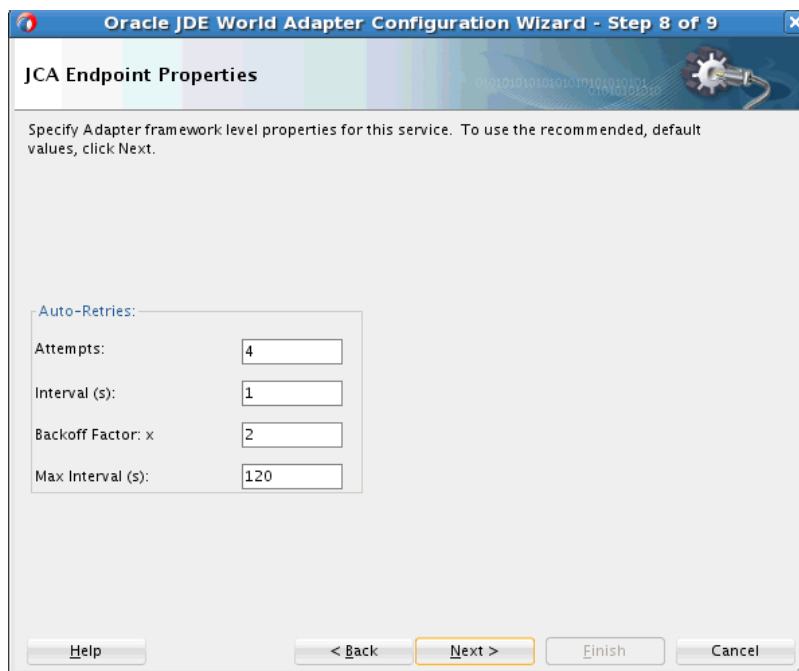 Oracle JDE World Adapter Configuration Wizard - Step 8 of 9
JCA Endpoint Properties
Specify Adapter framework level properties for this service. To use the recommended, default
values, click Next.
Auto-Retries:
Attempts: 4
Interval (s): 1
Backoff Factor: x 2
Max Interval (s): 120
Help < Back Next > Finish Cancel